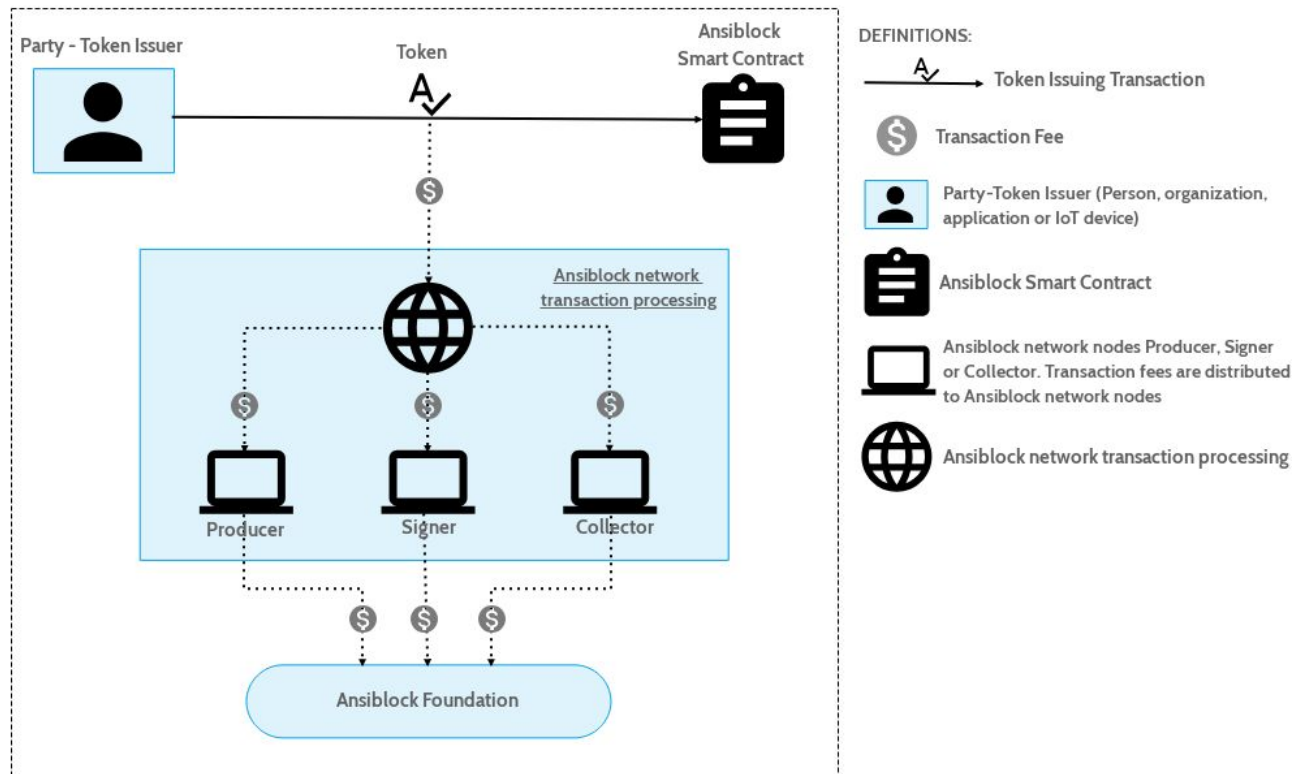 Party - Token Issuer
Token
Ansiblock
Smart Contract
A
$
Ansiblock network
transaction processing
$
$
$
Producer
Signer
Collector
$
$
$
Ansiblock Foundation
DEFINITIONS:
A
Token Issuing Transaction
$
Transaction Fee
Party-Token Issuer (Person, organization,
application or IoT device)
Ansiblock Smart Contract
Ansiblock network nodes Producer, Signer
or Collector. Transaction fees are distributed
to Ansiblock network nodes
Ansiblock network transaction processing